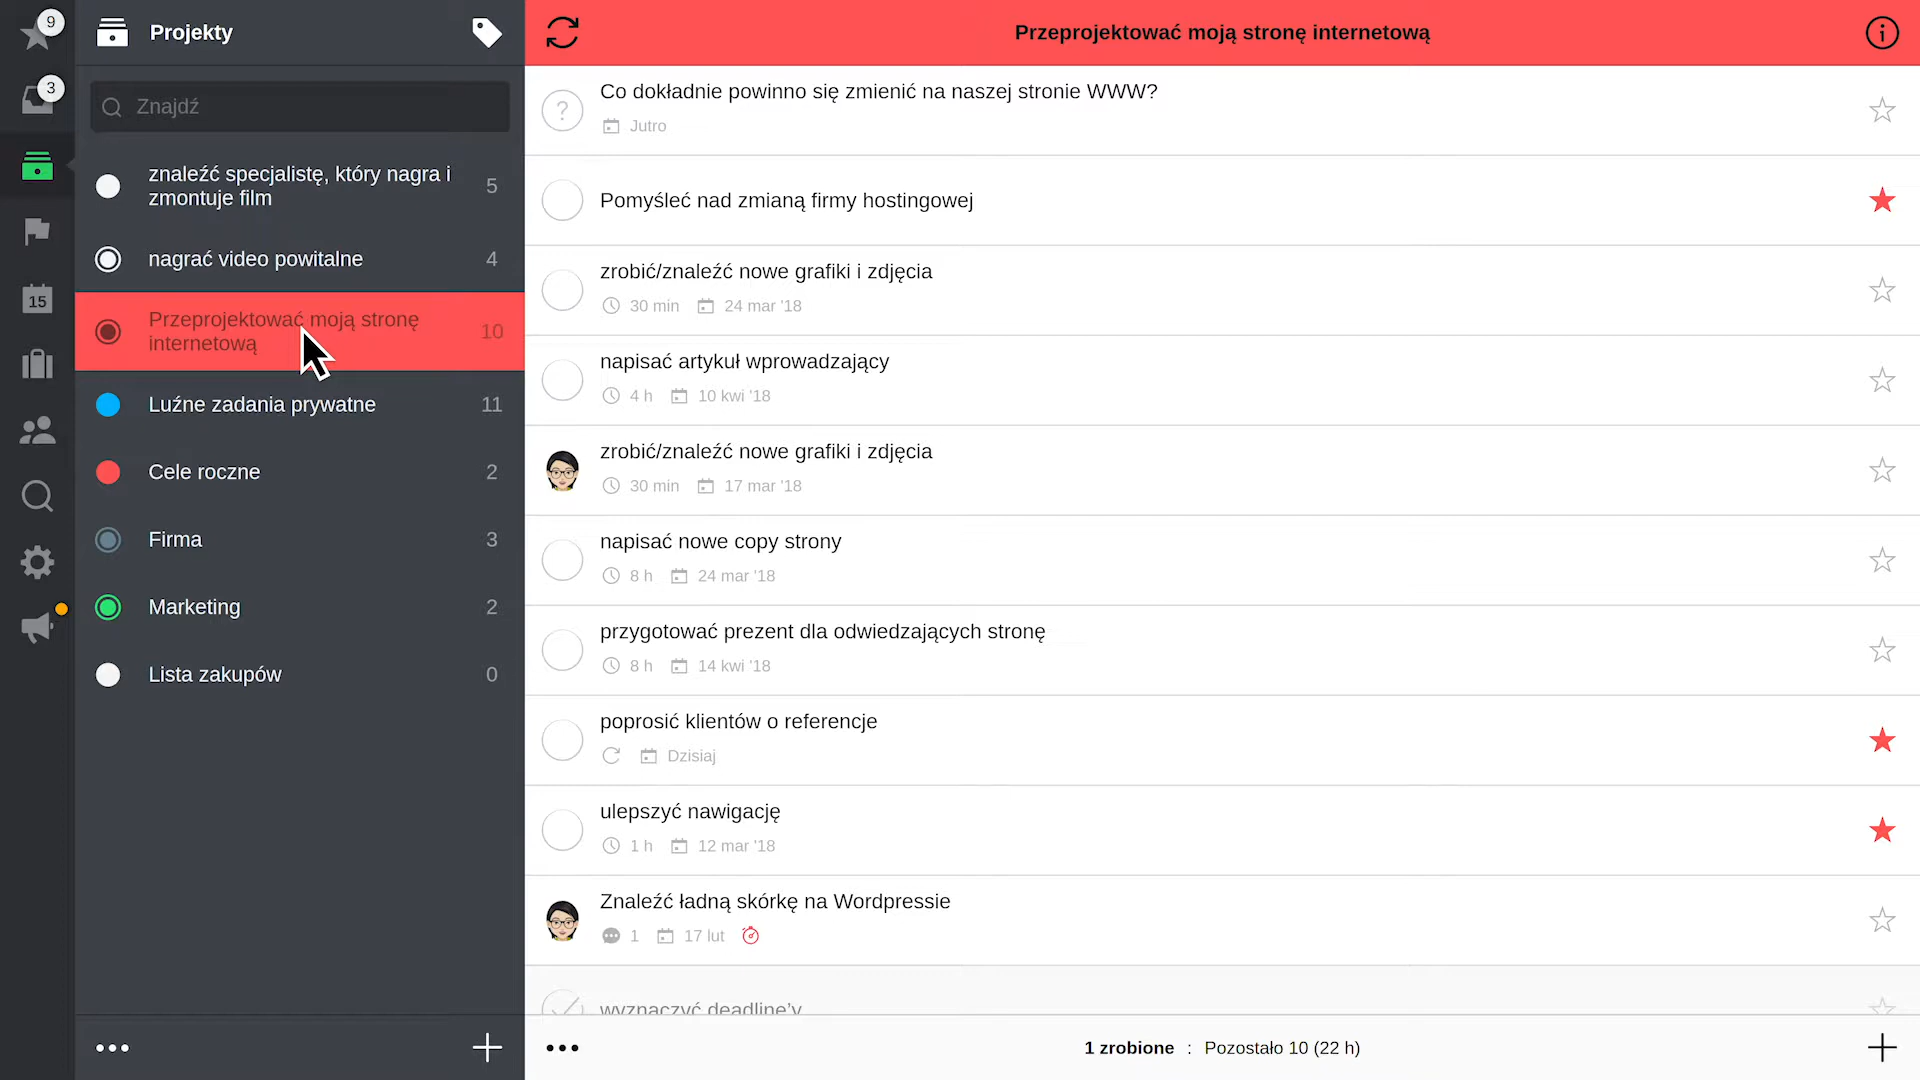 9
3
15
Projekty
Znajdź
znaleźć specjalistę, który nagra i
zmontuje film
5
nagrać video powitalne
4
Przeprojektować moją stronę
internetową
10
Luźne zadania prywatne
11
Cele roczne
2
Firma
3
Marketing
2
Lista zakupów
0
Przeprojektować moją stronę internetową
Co dokładnie powinno się zmienić na naszej stronie WWW?
Jutro
Pomyśleć nad zmianą firmy hostingowej
zrobić/znaleźć nowe grafiki i zdjęcia
30 min 24 mar '18
napisać artykuł wprowadzający
4 h 10 kwi '18
zrobić/znaleźć nowe grafiki i zdjęcia
30 min 17 mar '18
napisać nowe copy strony
8 h 24 mar '18
przygotować prezent dla odwiedzających stronę
8 h 14 kwi '18
poprosić klientów o referencje
Dzisiaj
ulepszyć nawigację
1 h 12 mar '18
Znaleźć ładną skórkę na Wordpressie
1 17 lut
wyznaczyć deadline’y
1 zrobione : Pozostało 10 (22 h)